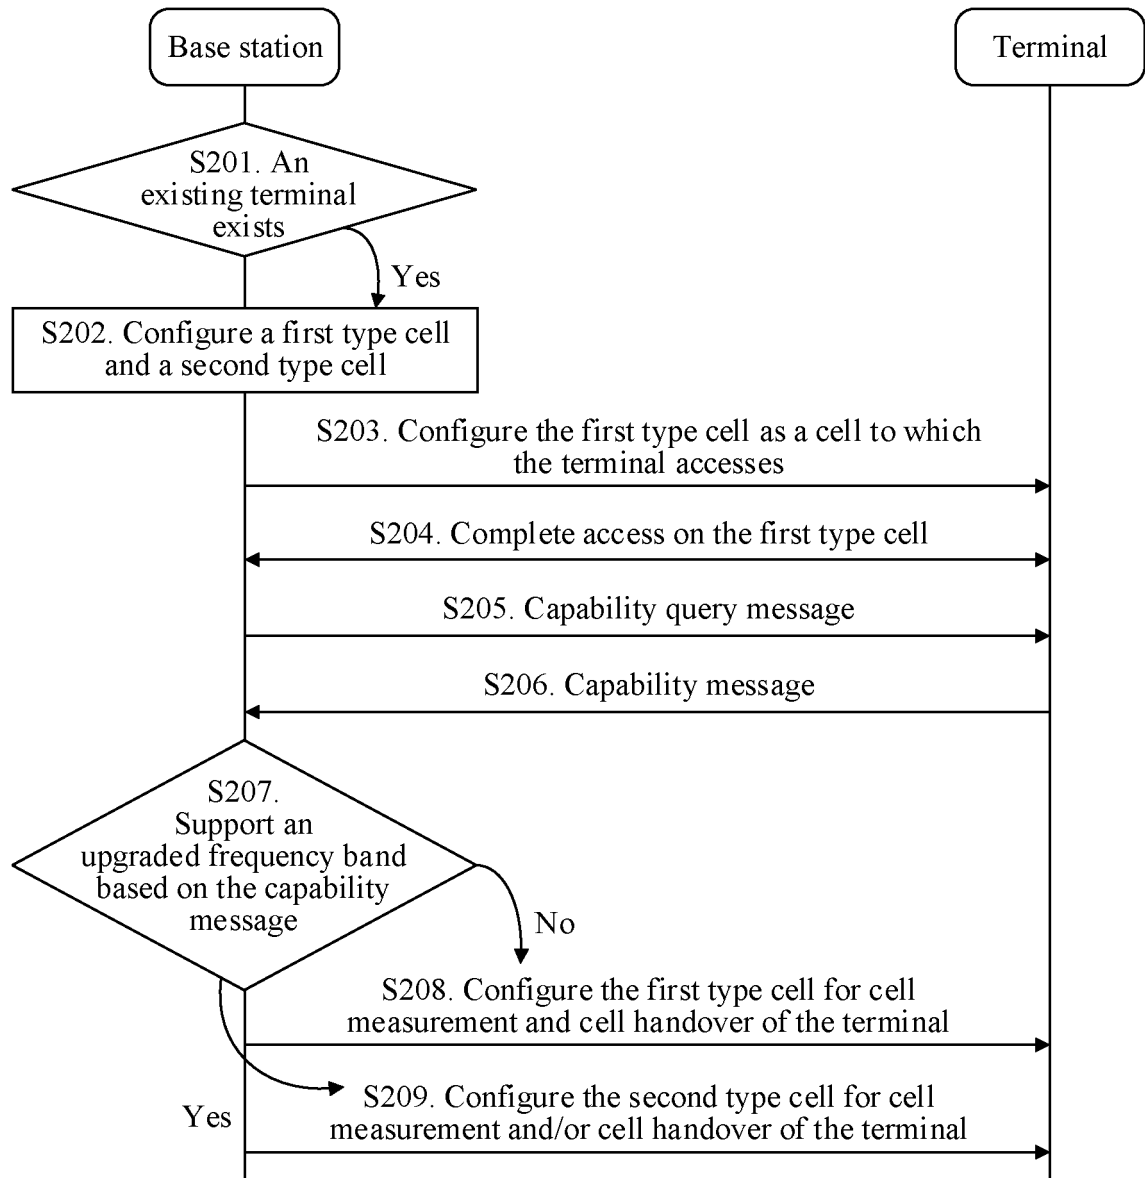 Base station
Terminal
S201. An
existing terminal
exists
Yes
S202. Configure a first type cell
and a second type cell
S203. Configure the first type cell as a cell to which
the terminal accesses
S204. Complete access on the first type cell
S205. Capability query message
S206. Capability message
S207.
Support an
upgraded frequency band
based on the capability
message
No
S208. Configure the first type cell for cell
measurement and cell handover of the terminal
Yes
S209. Configure the second type cell for cell
measurement and/or cell handover of the terminal